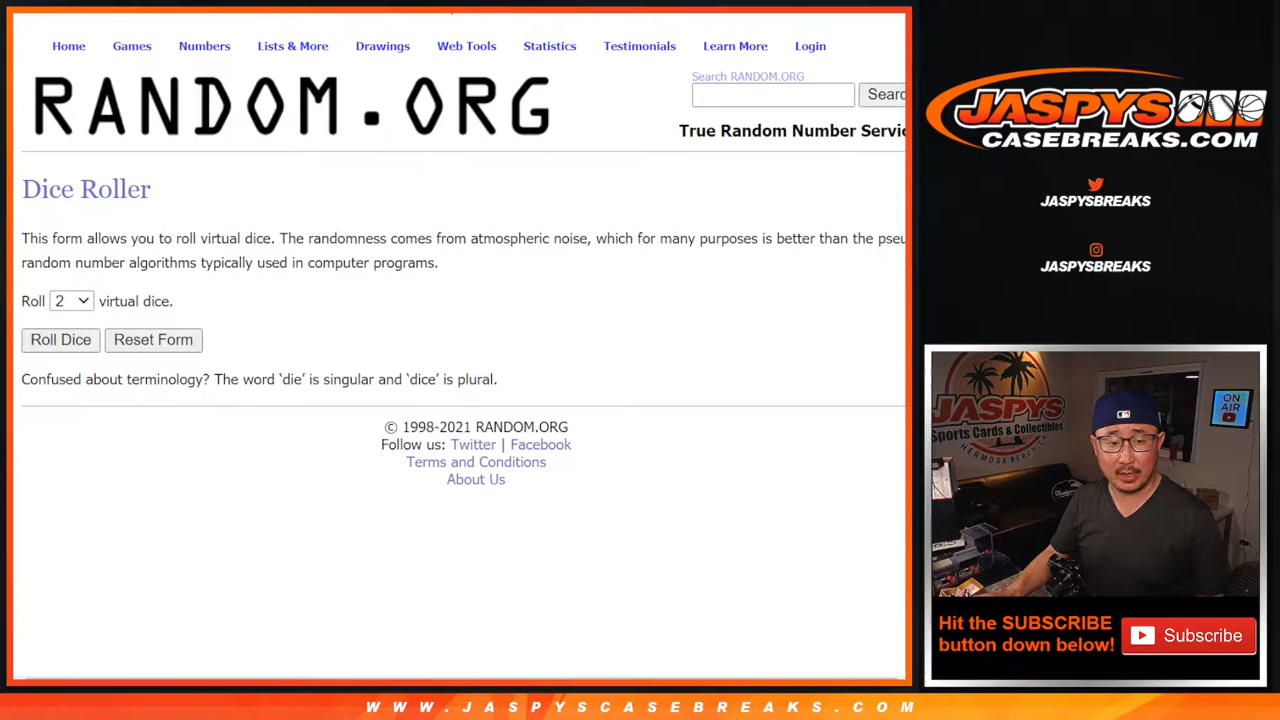 Home Games Numbers Lists & More Drawings Web Tools Statistics Testimonials Learn More Login
RANDOM.ORG
Search RANDOM.ORG
Searc
True Random Number Servic
Dice Roller
This form allows you to roll virtual dice. The randomness comes from atmospheric noise, which for many purposes is better than the pseu
random number algorithms typically used in computer programs.
Roll 2 virtual dice.
Roll Dice Reset Form
Confused about terminology? The word ‘die’ is singular and ‘dice’ is plural.
© 1998-2021 RANDOM.ORG
Follow us: Twitter | Facebook
Terms and Conditions
About Us
JASPYS
CASEBREAKS.COM
JASPYSBREAKS
JASPYSBREAKS
JASPYS
Sports Cards & Collectibles
HERMOSA BEACH, CA
ON
AIR
Hit the SUBSCRIBE
button down below!
Subscribe
WWW.JASPYSCASEBREAKS.COM